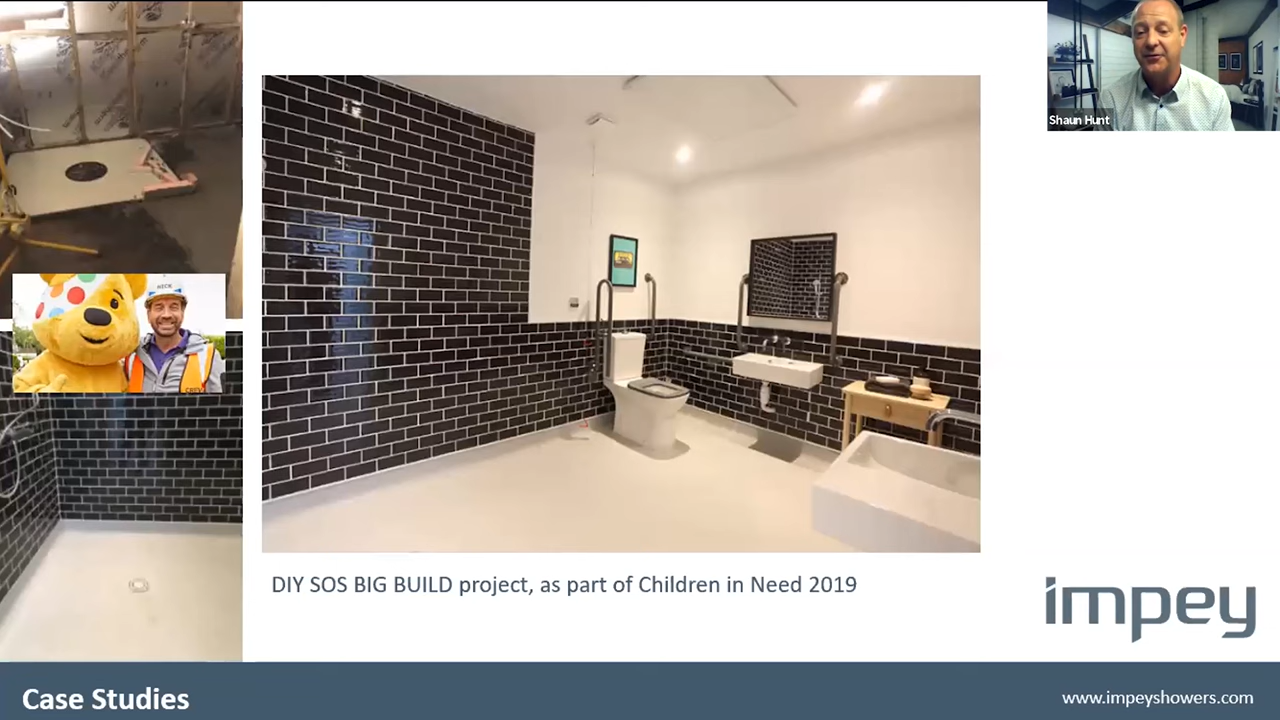 Shaun Hunt
NICK
DIY SOS BIG BUILD project, as part of Children in Need 2019
impey
Case Studies
www.impeyshowers.com